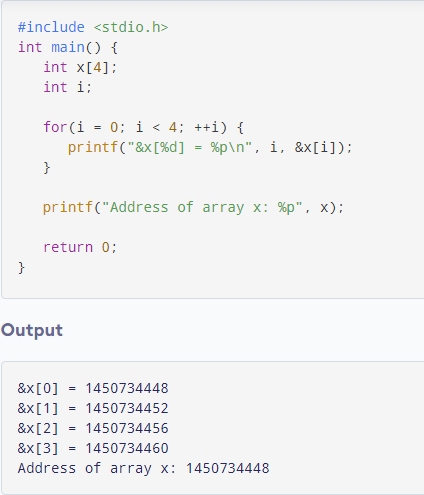 #include <stdio.h>
int main() {
   int x[4];
   int i;

   for(i = 0; i < 4; ++i) {
      printf("&x[%d] = %p\n", i, &x[i]);
   }

   printf("Address of array x: %p", x);

   return 0;
}
Output
&x[0] = 1450734448
&x[1] = 1450734452
&x[2] = 1450734456
&x[3] = 1450734460
Address of array x: 1450734448